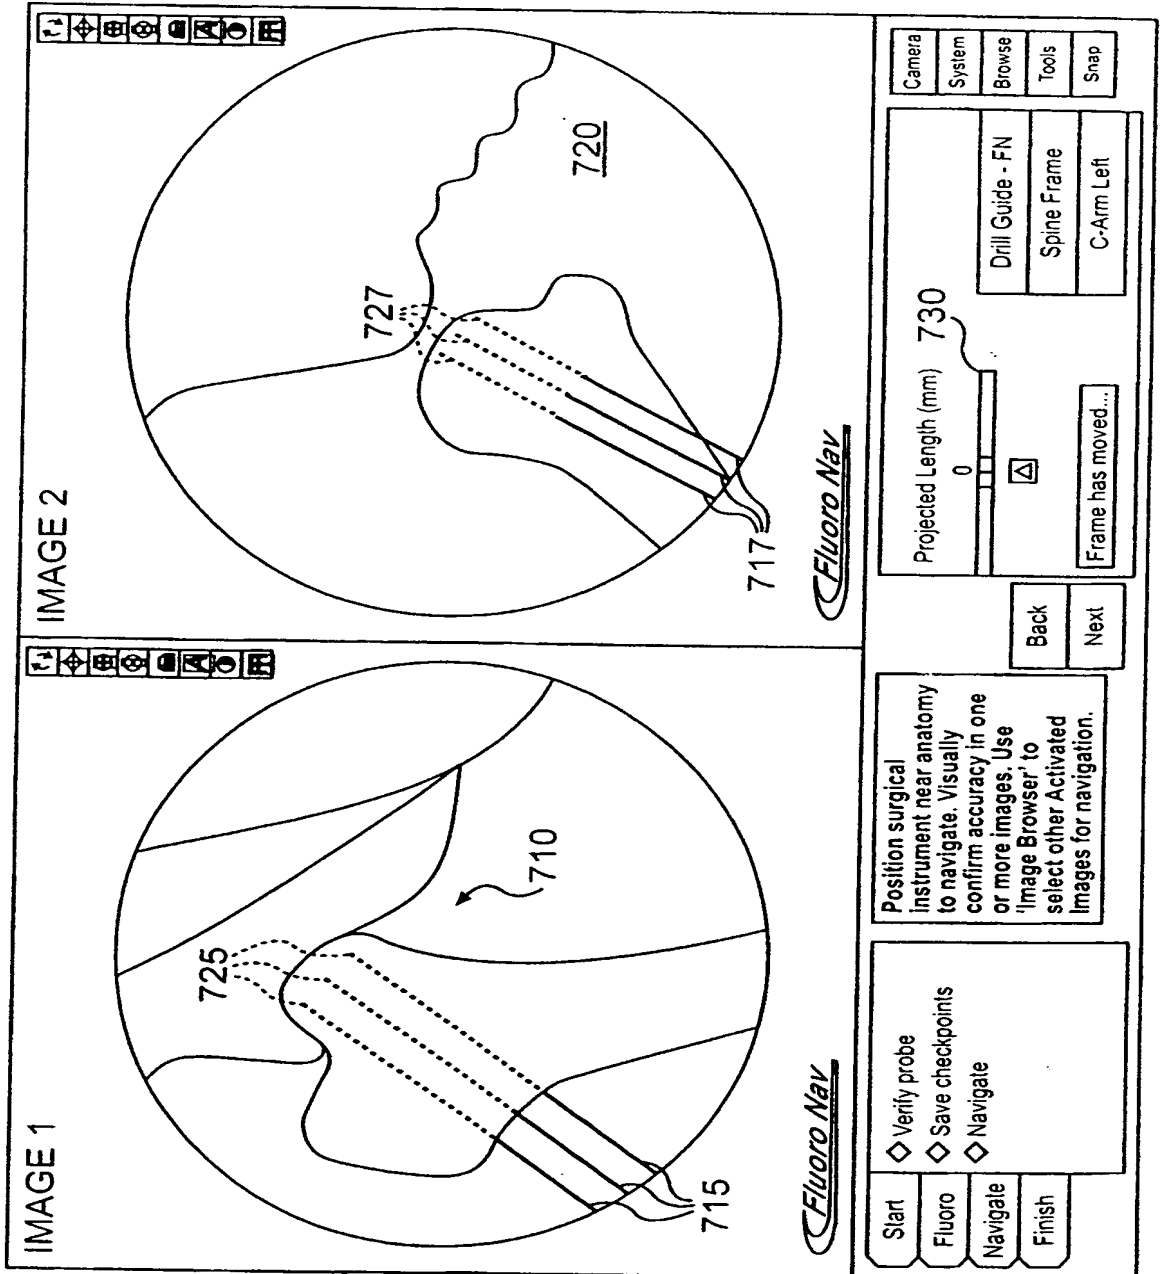 IMAGE 1
725
710
715
Fluoro Nav
IMAGE 2
727
720
717
Fluoro Nav
Start
Fluoro
Navigate
Finish
Verify probe
Save checkpoints
Navigate
Position surgical
instrument near anatomy
to navigate. Visually
confirm accuracy in one
or more images. Use
'Image Browser' to
select other Activated
Images for navigation.
Back
Next
Projected Length (mm)
730
0
Frame has moved...
Drill Guide - FN
Spine Frame
C-Arm Left
Camera
System
Browse
Tools
Snap